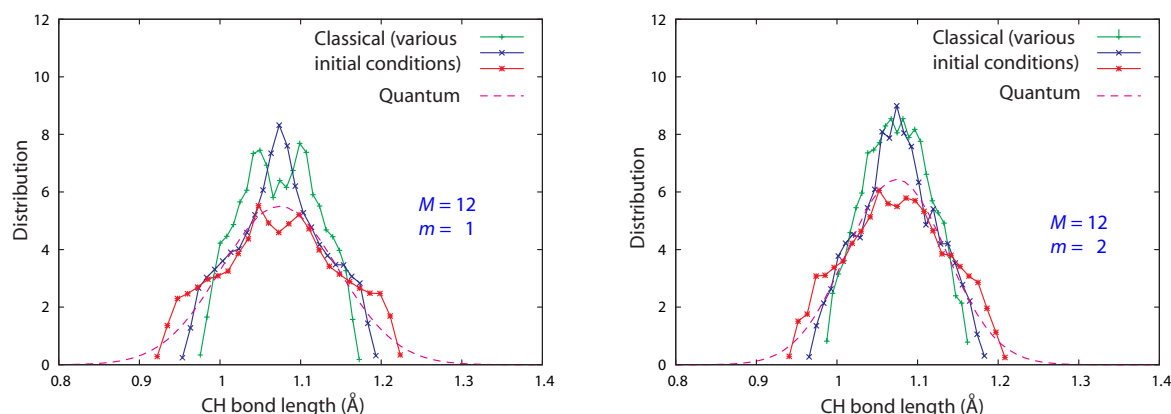 12
10
8
6
4
2
0
Distribution
Classical (various
initial conditions)
Quantum
M = 12
m = 1
0.8 0.9 1 1.1 1.2 1.3 1.4
CH bond length (Å)
12
10
8
6
4
2
0
Distribution
Classical (various
initial conditions)
Quantum
M = 12
m = 2
0.8 0.9 1 1.1 1.2 1.3 1.4
CH bond length (Å)